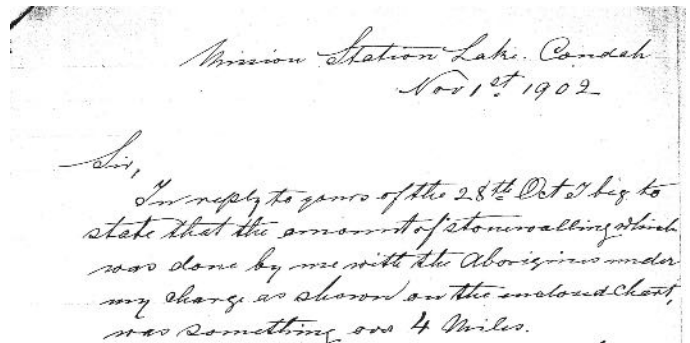 Mission Station Lake. Condah
Nov 1st 1902
Sir,
In reply to yours of the 28th Oct I beg to
state that the amount of stonewalling which
was done by me with the Aborigines under
my charge as shown on the enclosed Chart,
was something over 4 Miles.